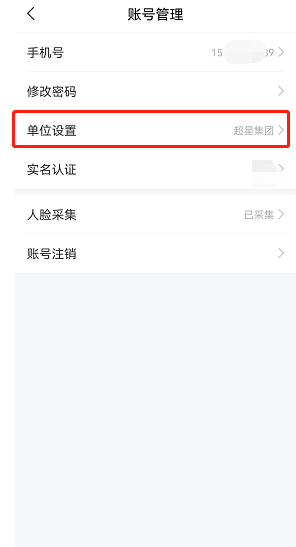 账号管理
手机号 15 39
修改密码
单位设置 超星集团
实名认证
人脸采集 已采集
账号注销